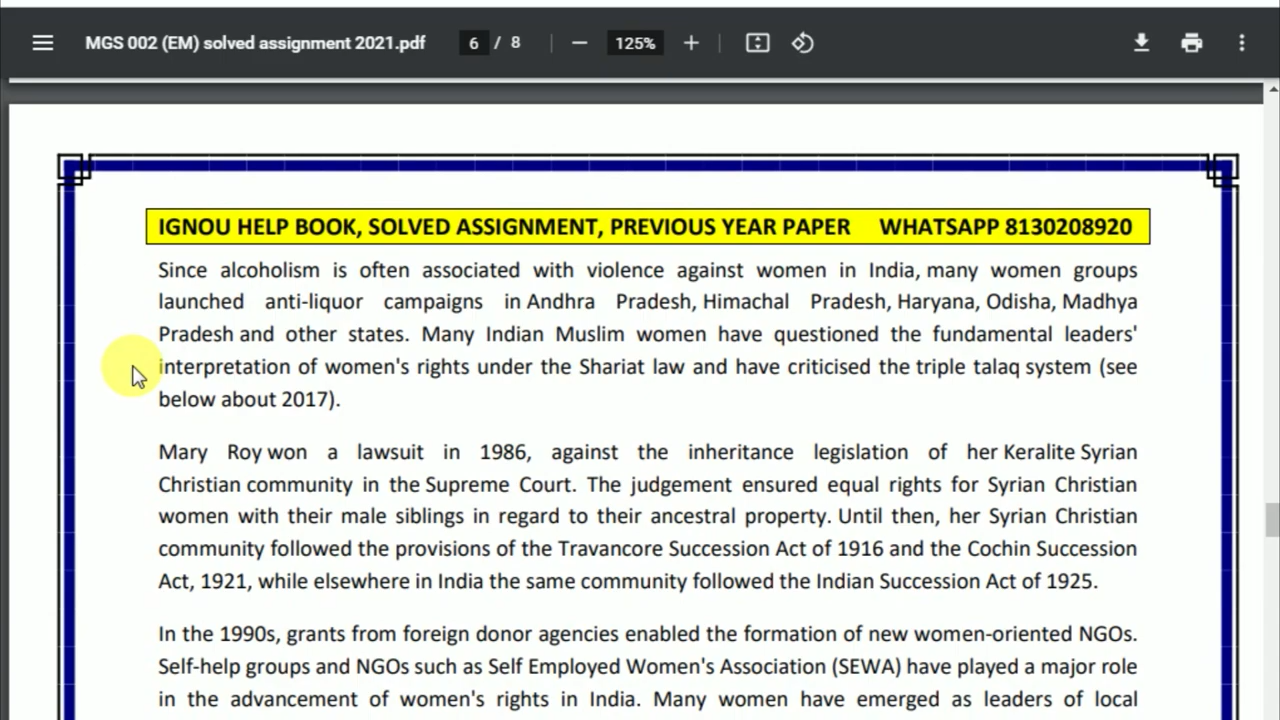 MGS 002 (EM) solved assignment 2021.pdf 6 / 8 125%
IGNOU HELP BOOK, SOLVED ASSIGNMENT, PREVIOUS YEAR PAPER WHATSAPP 8130208920
Since alcoholism is often associated with violence against women in India, many women groups
launched anti-liquor campaigns in Andhra Pradesh, Himachal Pradesh, Haryana, Odisha, Madhya
Pradesh and other states. Many Indian Muslim women have questioned the fundamental leaders'
interpretation of women's rights under the Shariat law and have criticised the triple talaq system (see
below about 2017).
Mary Roy won a lawsuit in 1986, against the inheritance legislation of her Keralite Syrian
Christian community in the Supreme Court. The judgement ensured equal rights for Syrian Christian
women with their male siblings in regard to their ancestral property. Until then, her Syrian Christian
community followed the provisions of the Travancore Succession Act of 1916 and the Cochin Succession
Act, 1921, while elsewhere in India the same community followed the Indian Succession Act of 1925.
In the 1990s, grants from foreign donor agencies enabled the formation of new women-oriented NGOs.
Self-help groups and NGOs such as Self Employed Women's Association (SEWA) have played a major role
in the advancement of women's rights in India. Many women have emerged as leaders of local